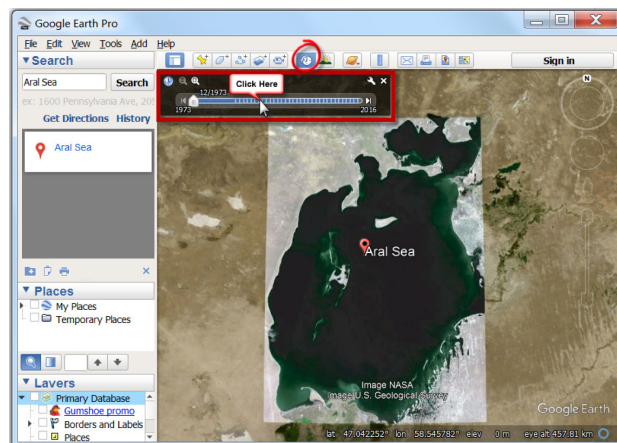 Google Earth Pro
File Edit View Tools Add Help
Search
Sign in
Aral Sea
Search
ex: 1600 Pennsylvania Ave, 205
Get Directions History
Aral Sea
12/1973
Click Here
1973
2016
N
Aral Sea
Places
My Places
Temporary Places
Layers
Primary Database
Gumshoe promo
Borders and Labels
Places
Image NASA
Image U.S. Geological Survey
Google Earth
lat 47.042252° lon 58.545782° elev 0 m eye alt 457.81 km